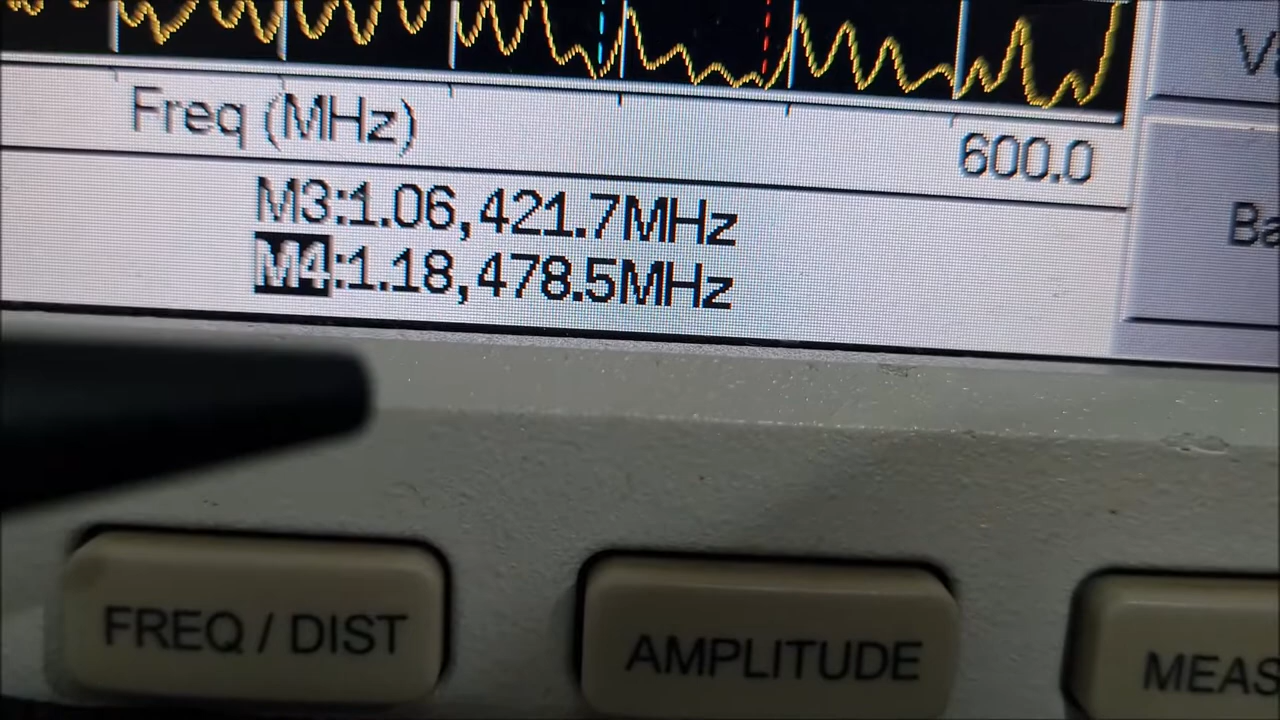 Freq (MHz)
600.0
M3:1.06,421.7MHz
M4:1.18,478.5MHz
FREQ / DIST
AMPLITUDE